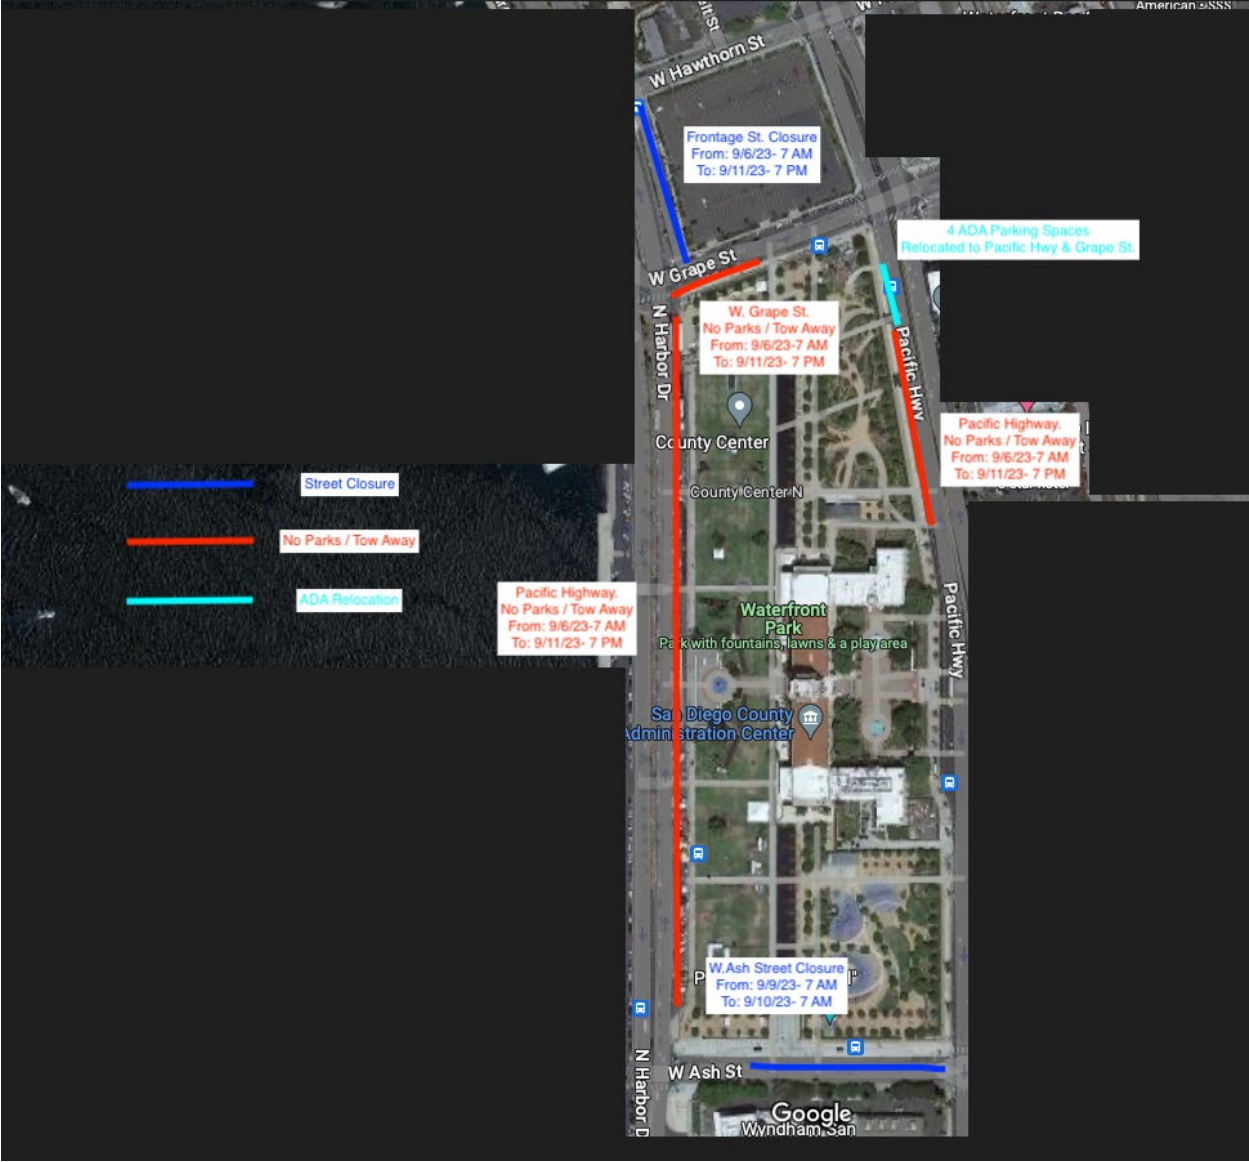 American • SSS
W Hawthorn St
Frontage St. Closure
From: 9/6/23- 7 AM
To: 9/11/23- 7 PM
4 ADA Parking Spaces
Relocated to Pacific Hwy & Grape St.
W Grape St
W. Grape St.
No Parks / Tow Away
From: 9/6/23-7 AM
To: 9/11/23- 7 PM
N Harbor Dr
Pacific Hwy
County Center
Pacific Highway.
No Parks / Tow Away
From: 9/6/23-7 AM
To: 9/11/23- 7 PM
County Center N
Street Closure
No Parks / Tow Away
ADA Relocation
Pacific Highway.
No Parks / Tow Away
From: 9/6/23-7 AM
To: 9/11/23- 7 PM
Waterfront
Park
Park with fountains, lawns & a play area
Pacific Hwy
San Diego County
Administration Center
W.Ash Street Closure
From: 9/9/23- 7 AM
To: 9/10/23- 7 AM
N Harbor D
W Ash St
Google
Wyndham San